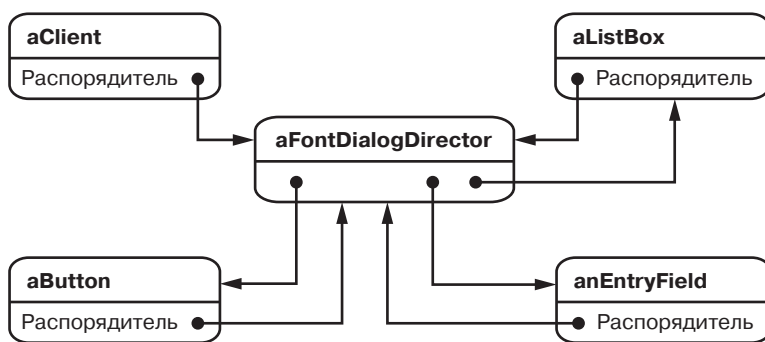 aClient
Распорядитель
aListBox
Распорядитель
aFontDialogDirector
aButton
Распорядитель
anEntryField
Распорядитель